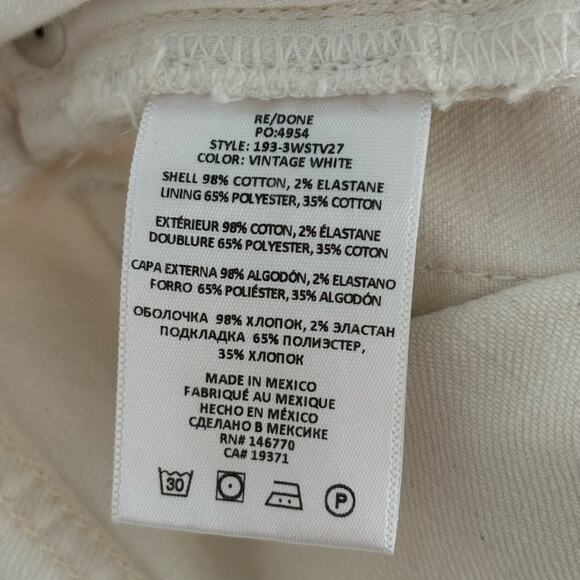 RE/DONE
PO:4954
STYLE: 193-3WSTV27
COLOR: VINTAGE WHITE
SHELL 98% COTTON, 2% ELASTANE
LINING 65% POLYESTER, 35% COTTON
EXTÉRIEUR 98% COTON, 2% ÉLASTANE
DOUBLURE 65% POLYESTER, 35% COTON
CAPA EXTERNA 98% ALGODÓN, 2% ELASTANO
FORRO 65% POLIÉSTER, 35% ALGODÓN
ОБОЛОЧКА 98% ХЛОПОК, 2% ЭЛАСТАН
ПОДКЛАДКА 65% ПОЛИЭСТЕР,
35% ХЛОПОК
MADE IN MEXICO
FABRIQUÉ AU MEXIQUE
HECHO EN MÉXICO
СДЕЛАНО В МЕКСИКЕ
RN# 146770
CA# 19371
30 P